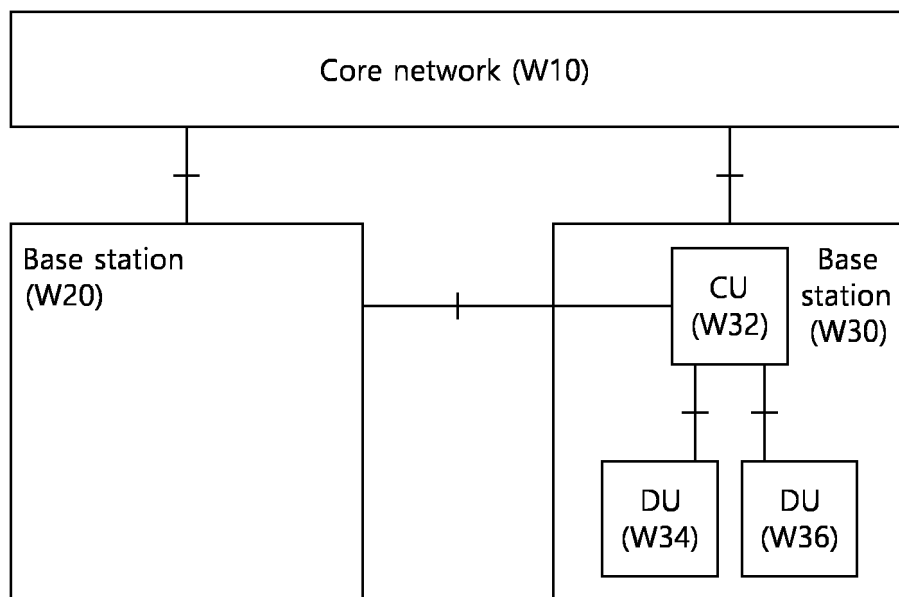 Core network (W10)
Base station
(W20)
CU
(W32)
Base
station
(W30)
DU
(W34)
DU
(W36)